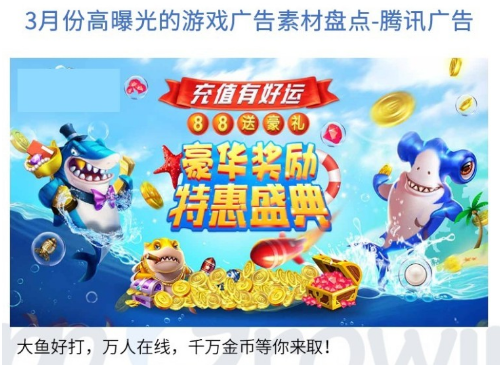 3月份高曝光的游戏广告素材盘点-腾讯广告
充值有好运
88送豪礼
豪华奖励
特惠盛典
大鱼好打，万人在线，千万金币等你来取！